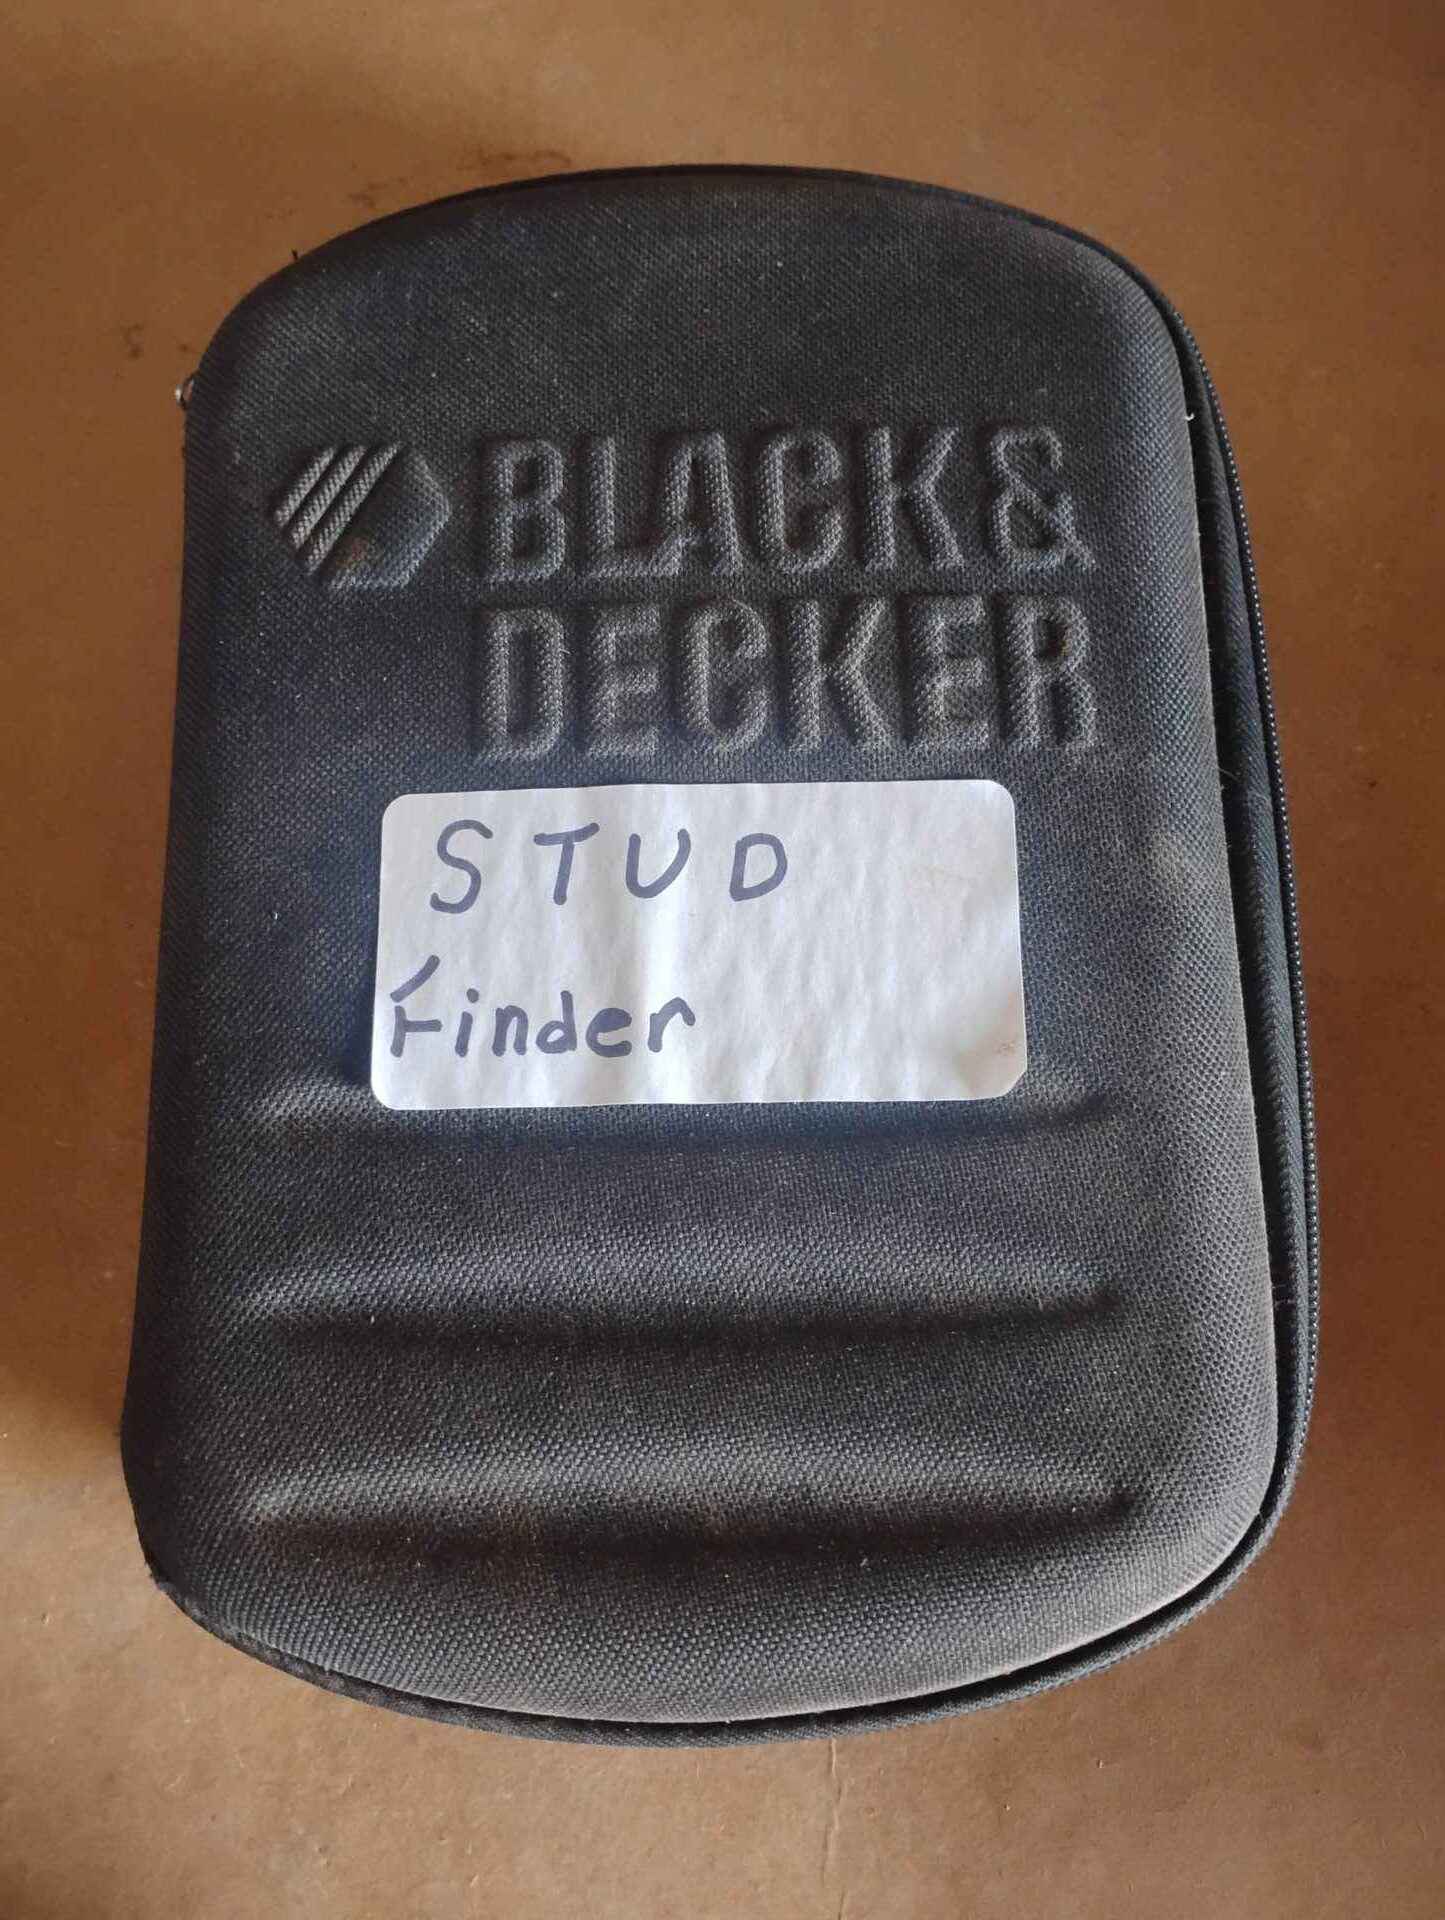 BLACK&
DECKER
STUD
Finder